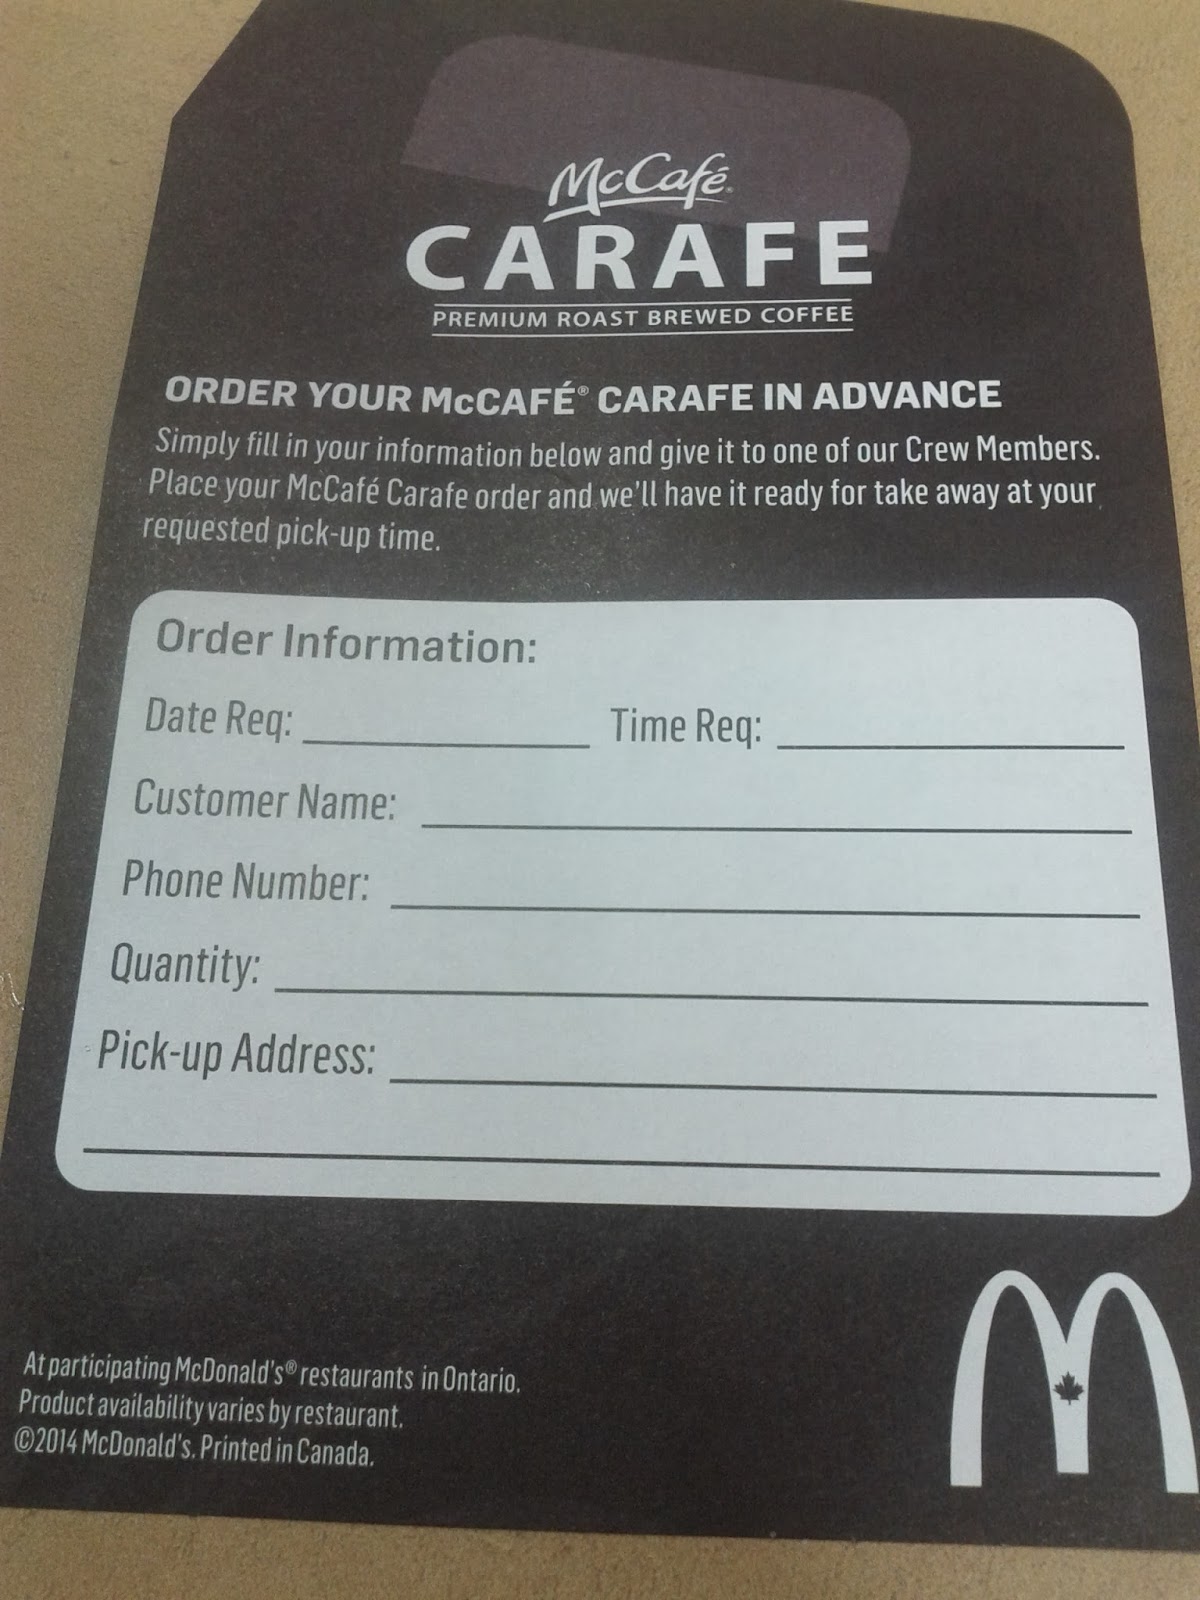 McCafé®
CARAFE
PREMIUM ROAST BREWED COFFEE
ORDER YOUR McCAFÉ® CARAFE IN ADVANCE
Simply fill in your information below and give it to one of our Crew Members.
Place your McCafé Carafe order and we'll have it ready for take away at your
requested pick-up time.
Order Information:
Date Req: Time Req:
Customer Name:
Phone Number:
Quantity:
Pick-up Address:
At participating McDonald's® restaurants in Ontario.
Product availability varies by restaurant.
©2014 McDonald's. Printed in Canada.